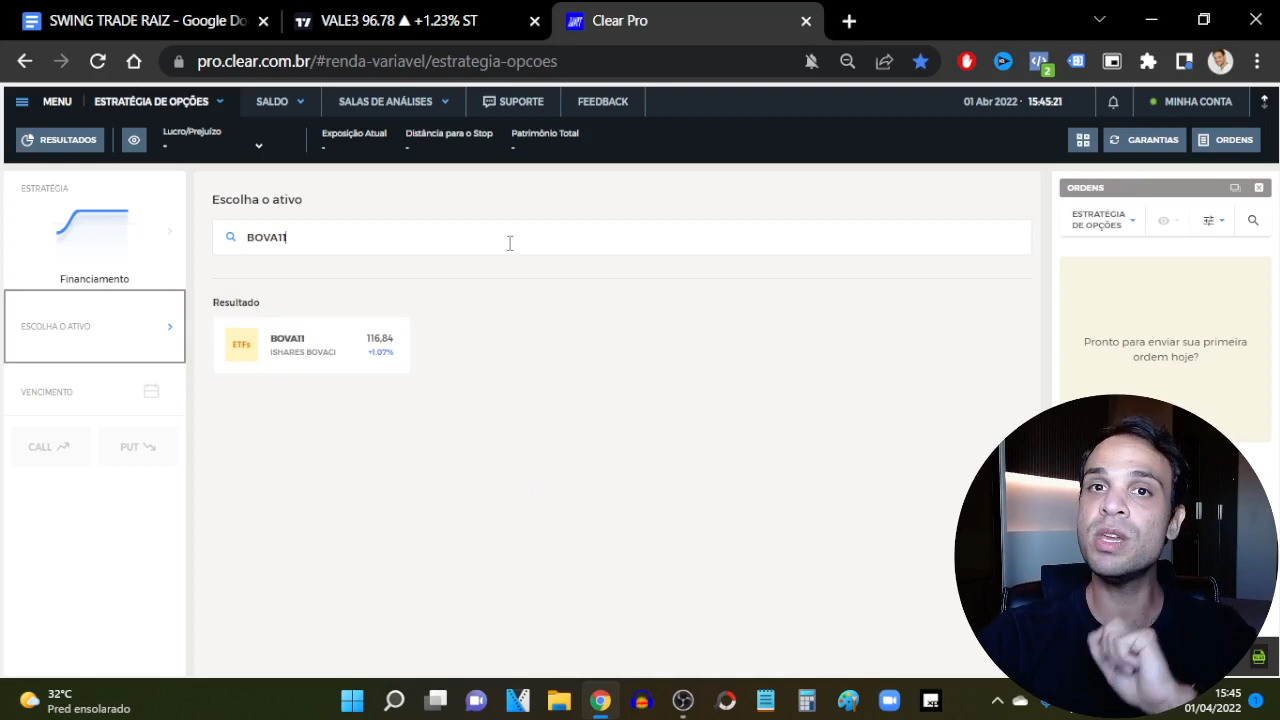 SWING TRADE RAIZ - Google Do
VALE3 96.78 ▲ +1.23% ST
Clear Pro
pro.clear.com.br/#renda-variavel/estrategia-opcoes
2
MENU
ESTRATÉGIA DE OPÇÕES
SALDO
SALAS DE ANÁLISES
SUPORTE
FEEDBACK
01 Abr 2022 • 15:45:21
MINHA CONTA
RESULTADOS
Lucro/Prejuízo
-
Exposição Atual
-
Distância para o Stop
-
Patrimônio Total
-
GARANTIAS
ORDENS
ESTRATÉGIA
Financiamento
ESCOLHA O ATIVO
VENCIMENTO
CALL
PUT
Escolha o ativo
BOVA11
Resultado
ETFs
BOVA11
116,84
ISHARES BOVACI
+1.07%
ORDENS
ESTRATÉGIA
DE OPÇÕES
Pronto para enviar sua primeira
ordem hoje?
32°C
Pred ensolarado
xp
15:45
01/04/2022
1